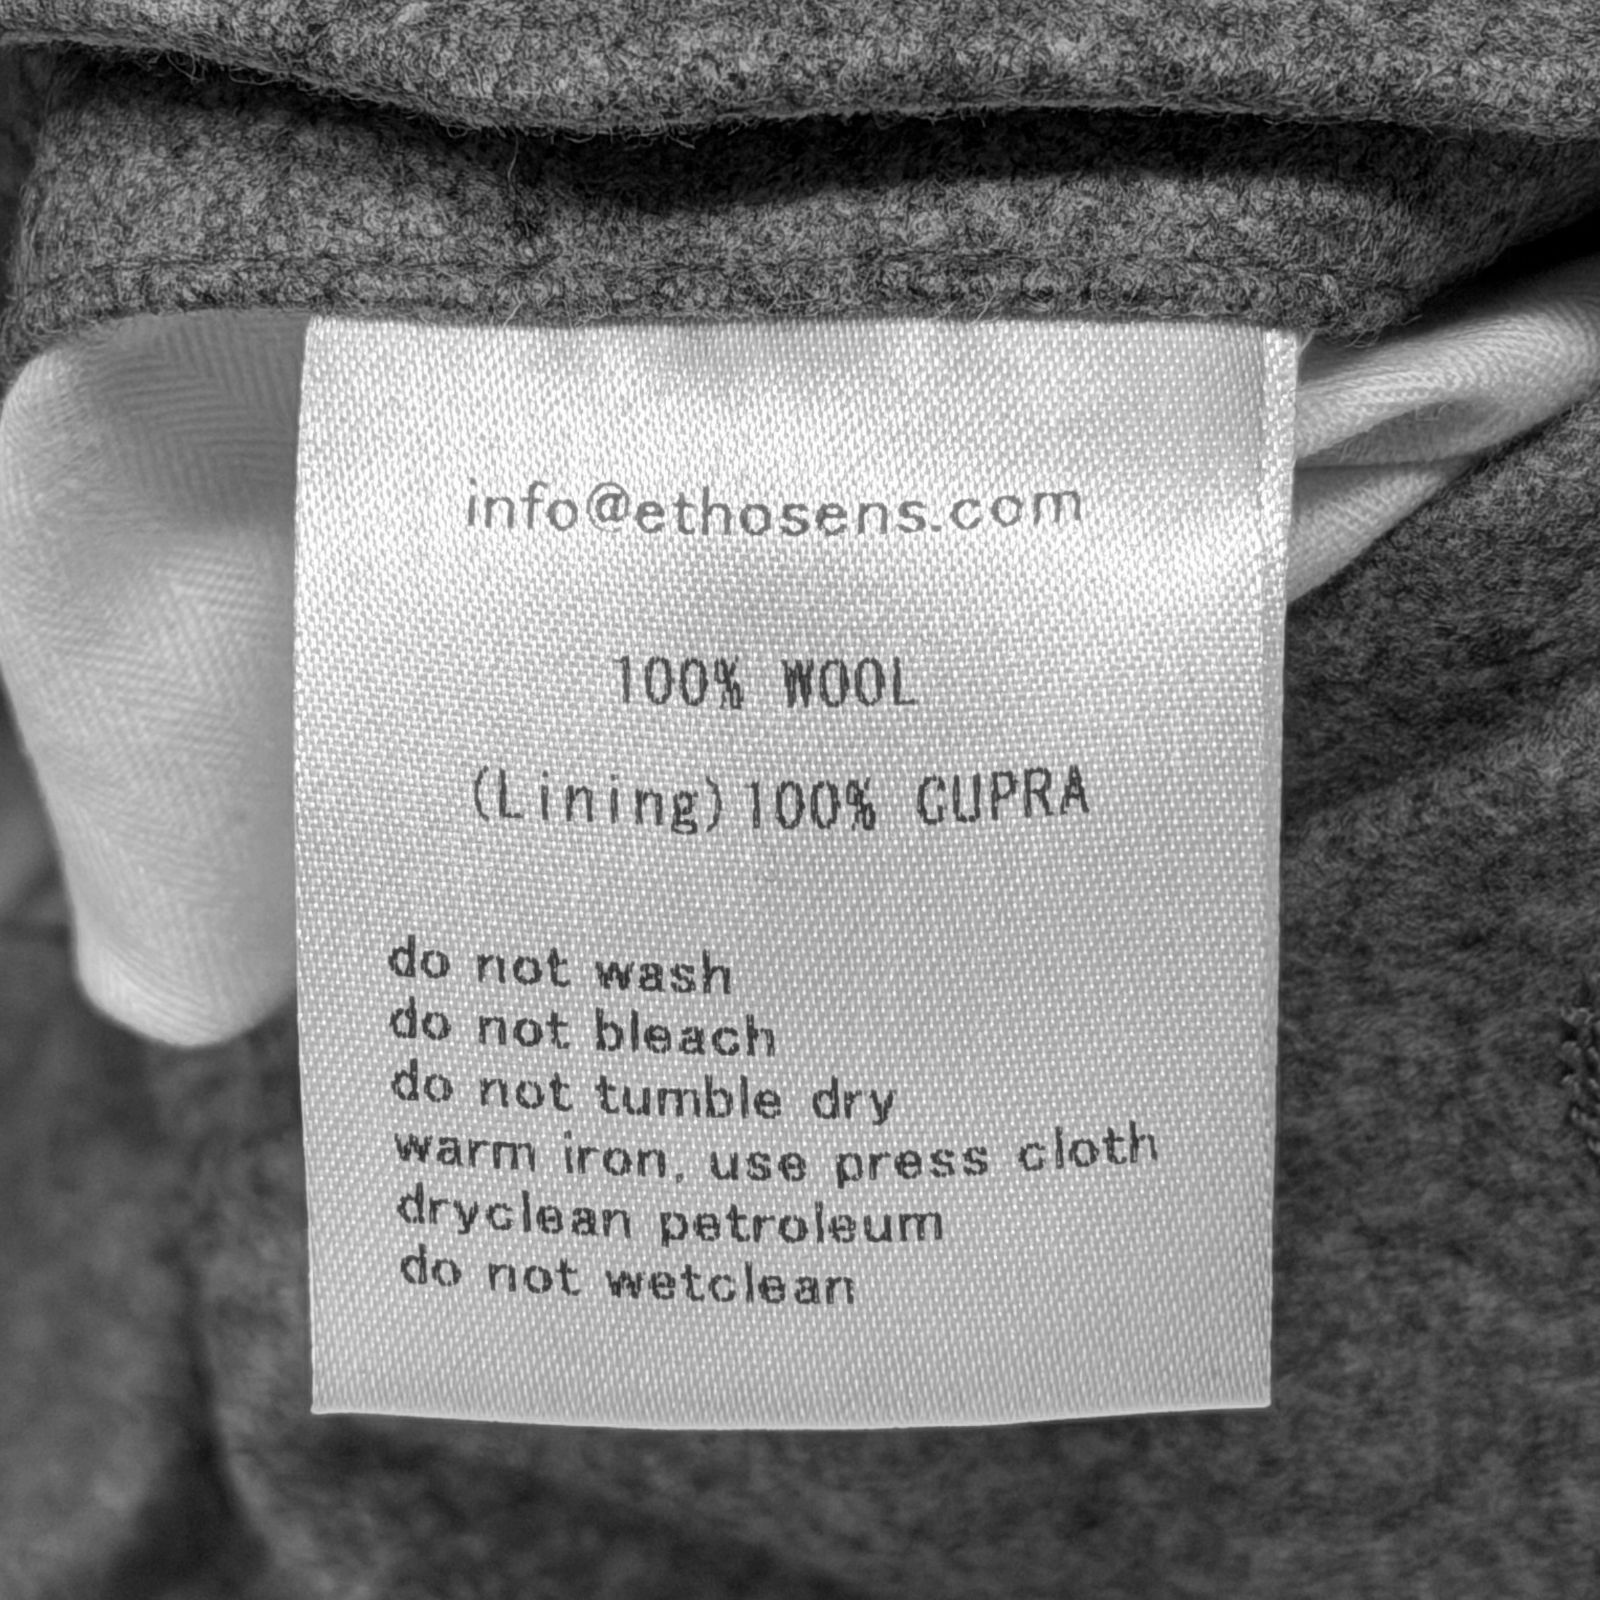 info@ethosens.com
100% WOOL
(Lining)100% CUPRA
do not wash
do not bleach
do not tumble dry
warm iron, use press cloth
dryclean petroleum
do not wetclean